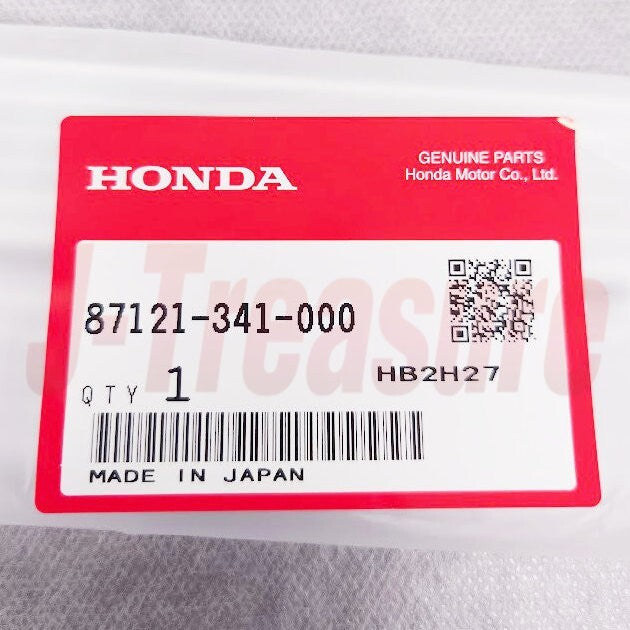 HONDA
GENUINE PARTS
Honda Motor Co., Ltd.
87121-341-000
J-Treasure
QTY 1
HB2H27
MADE IN JAPAN